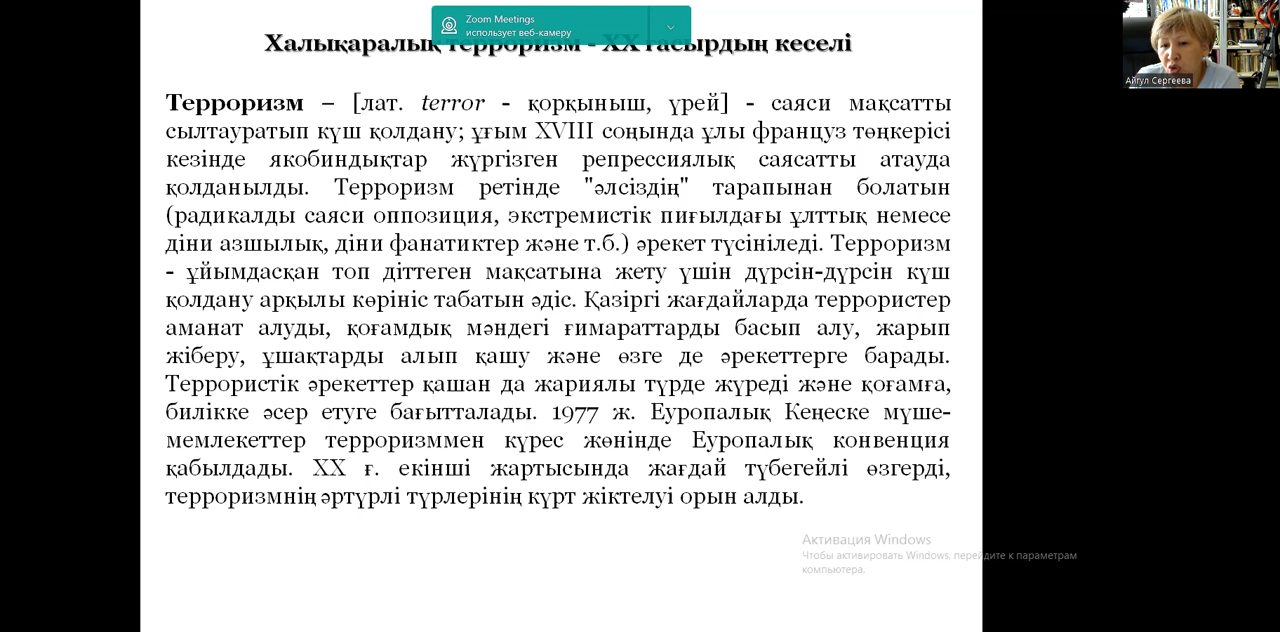 Zoom Meetings
использует веб-камеру
Халықаралық терроризм - XX ғасырдың кеселі
Айгул Сергеева
Терроризм – [лат. terror - қорқыныш, үрей] - саяси мақсатты
сылтауратып күш қолдану; ұғым XVIII соңында ұлы француз төңкерісі
кезінде якобиндықтар жүргізген репрессиялық саясатты атауда
қолданылды. Терроризм ретінде "әлсіздің" тарапынан болатын
(радикалды саяси оппозиция, экстремистік пиғылдағы ұлттық немесе
діни азшылық, діни фанатиктер және т.б.) әрекет түсініледі. Терроризм
- ұйымдасқан топ діттеген мақсатына жету үшін дүрсін-дүрсін күш
қолдану арқылы көрініс табатын әдіс. Қазіргі жағдайларда террористер
аманат алуды, қоғамдық мәндегі ғимараттарды басып алу, жарып
жіберу, ұшақтарды алып қашу және өзге де әрекеттерге барады.
Террористік әрекеттер қашан да жариялы түрде жүреді және қоғамға,
билікке әсер етуге бағытталады. 1977 ж. Еуропалық Кеңеске мүше-
мемлекеттер терроризммен күрес жөнінде Еуропалық конвенция
қабылдады. XX ғ. екінші жартысында жағдай түбегейлі өзгерді,
терроризмнің әртүрлі түрлерінің күрт жіктелуі орын алды.
Активация Windows
Чтобы активировать Windows, перейдите к параметрам
компьютера.